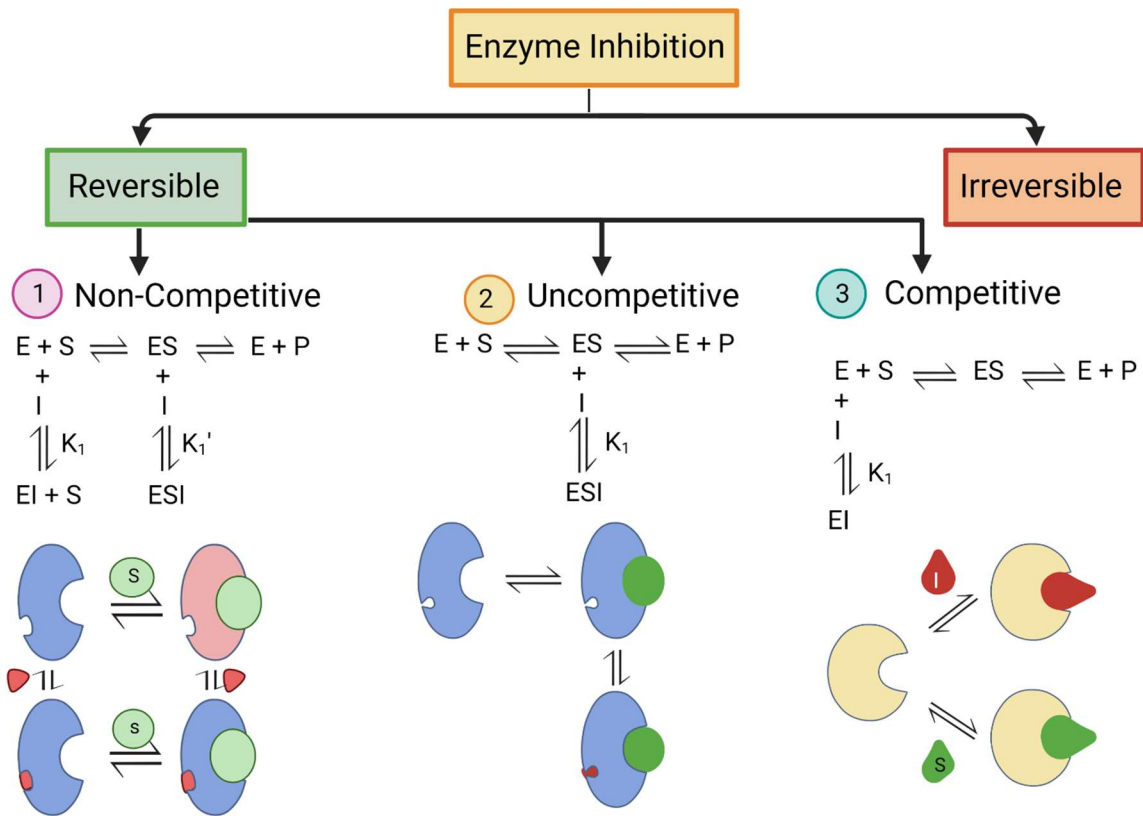 Enzyme Inhibition
Reversible
Irreversible
1 Non-Competitive
E + S ⇌ ES ⇌ E + P
+ +
I I
K₁ K₁'
EI + S ESI
S
s
2 Uncompetitive
E + S ⇌ ES ⇌ E + P
+
I
K₁
ESI
3 Competitive
E + S ⇌ ES ⇌ E + P
+
I
K₁
EI
I
S